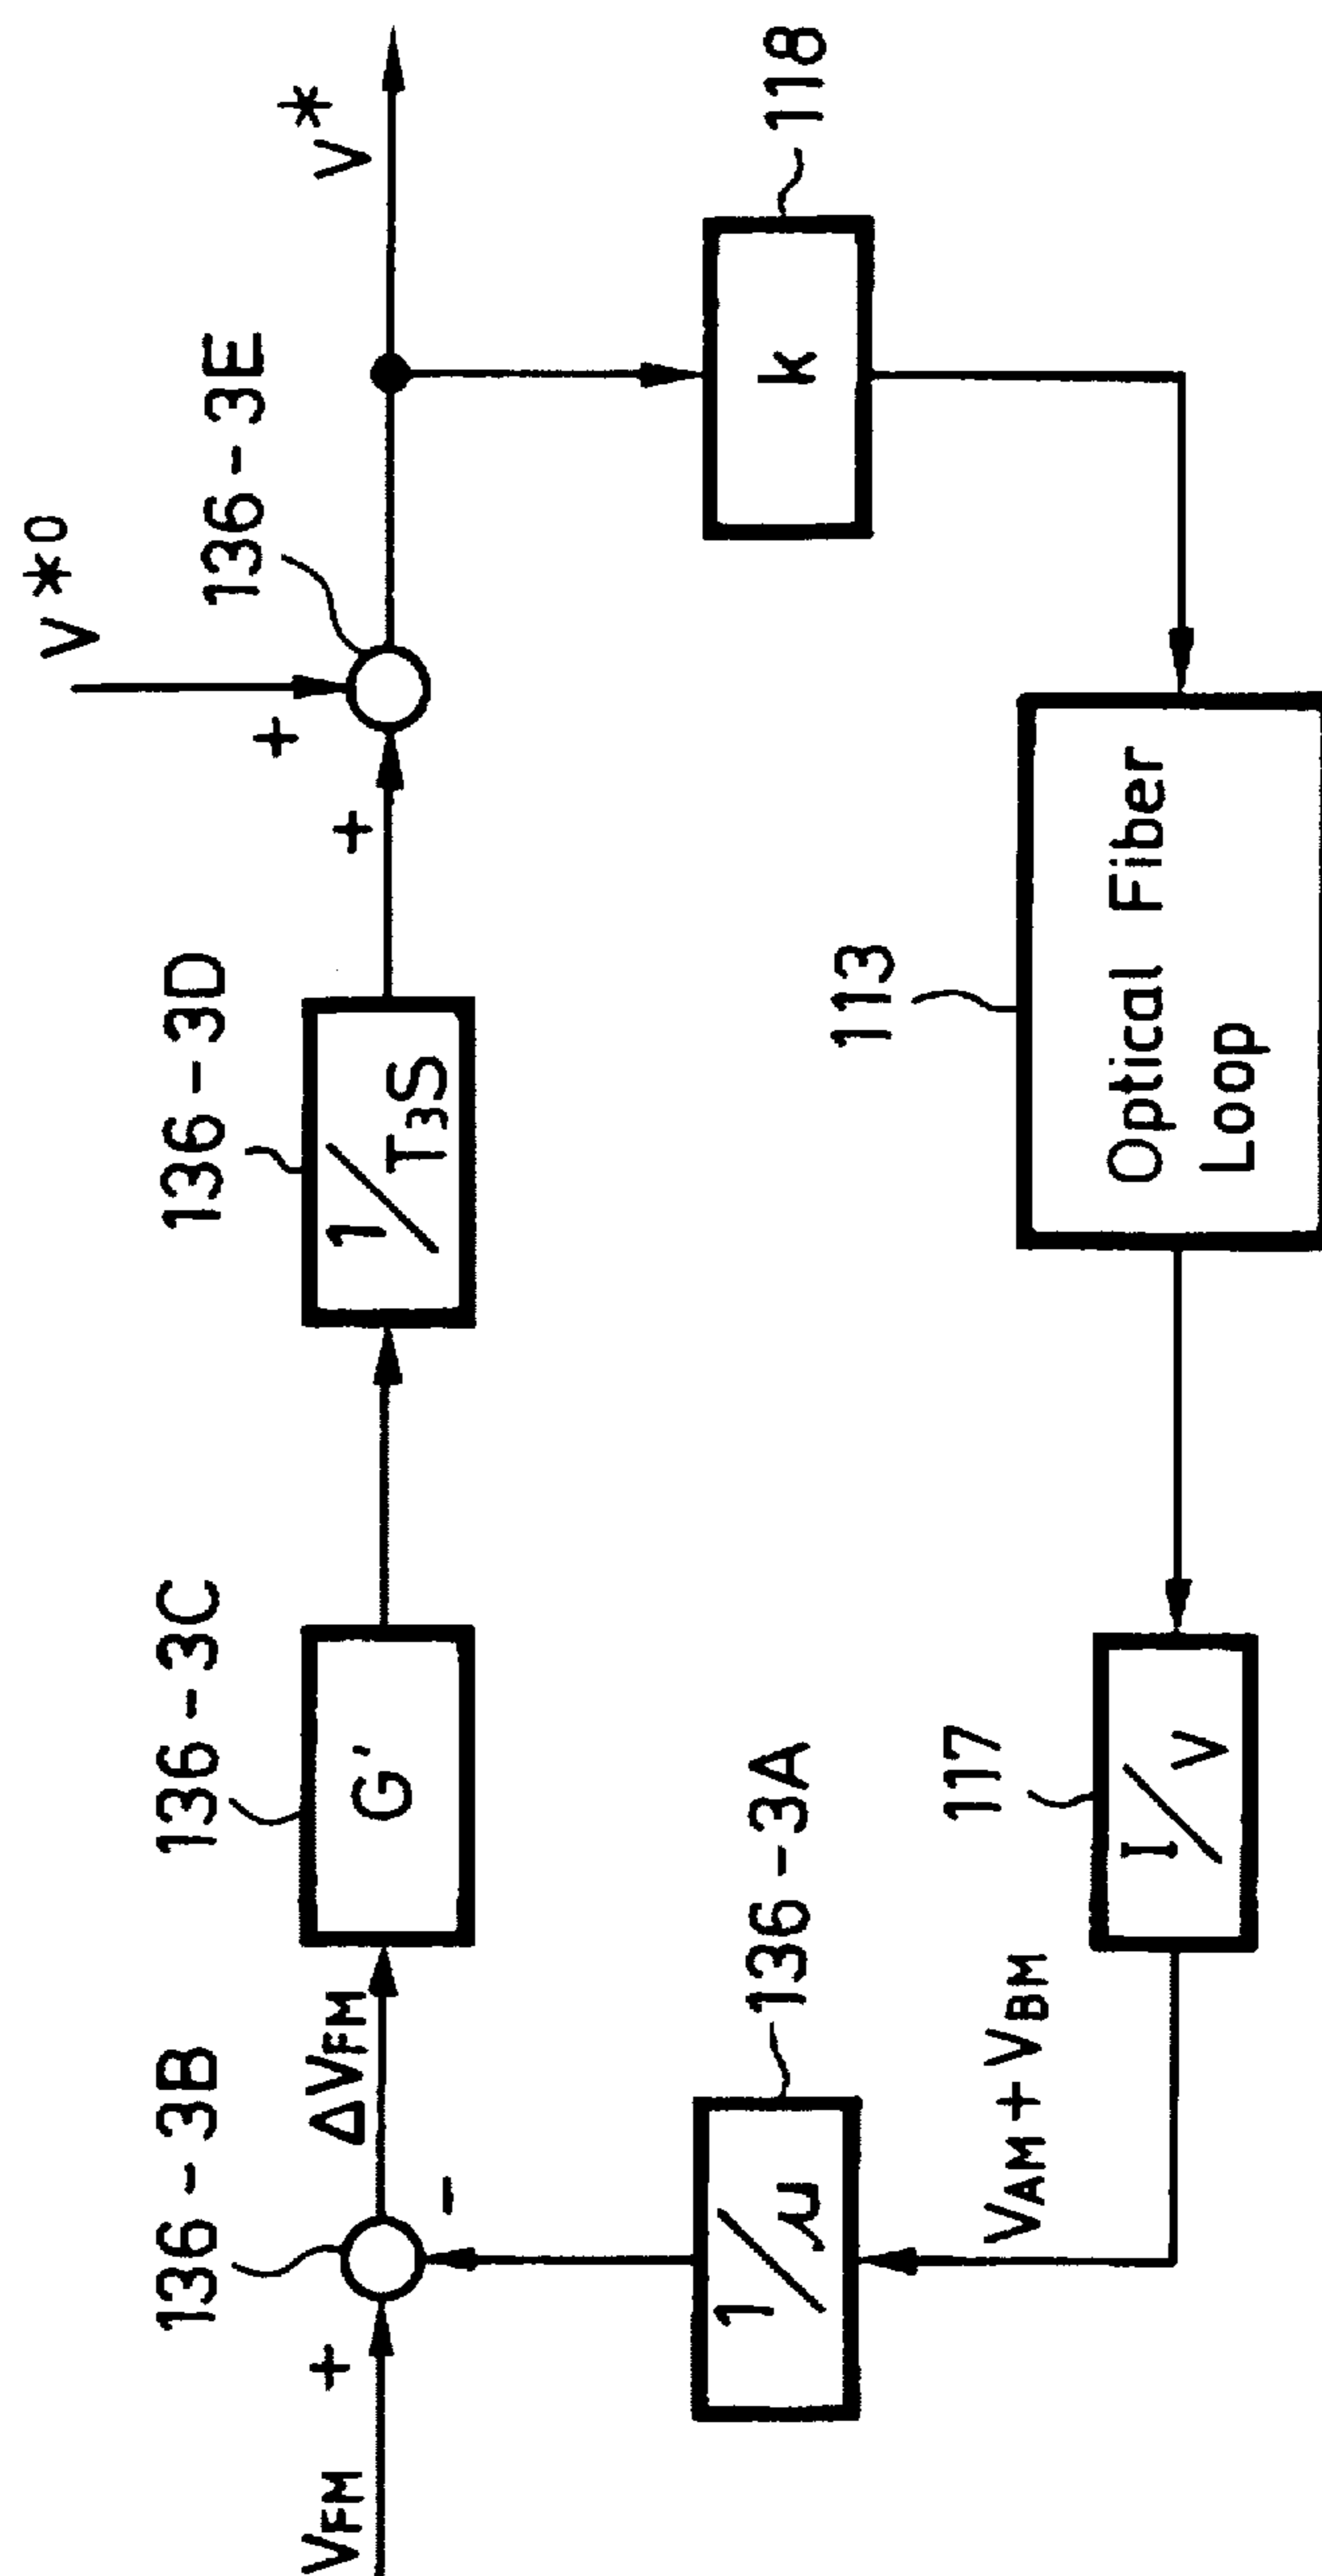 V*0
136-3E
V*
136-3B
ΔVFM
136-3C
136-3D
VFM
+
-
G'
1/T3S
+
+
136-3A
1/μ
k
118
VAM+VBM
117
I/V
113
Optical Fiber
Loop